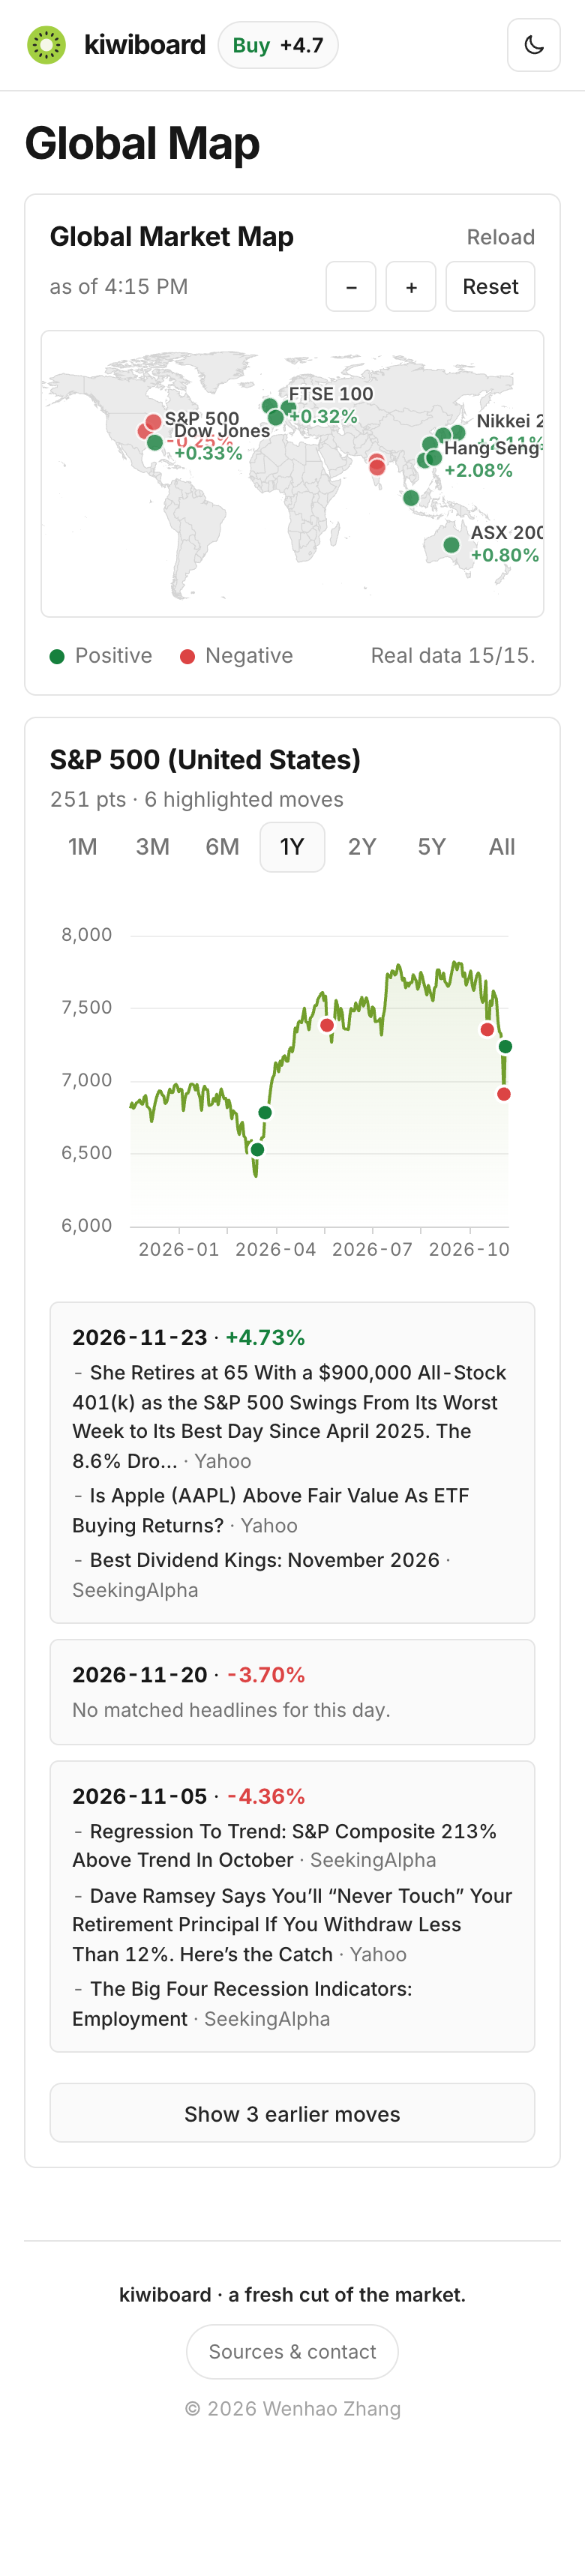 kiwiboard
Buy +4.7
Global Map
Global Market Map
Reload
as of 4:15 PM
−
+
Reset
S&P 500
Dow Jones
+0.33%
FTSE 100
+0.32%
Nikkei 2
Hang Seng
+2.08%
ASX 200
+0.80%
Positive
Negative
Real data 15/15.
S&P 500 (United States)
251 pts · 6 highlighted moves
1M 3M 6M 1Y 2Y 5Y All
8,000
7,500
7,000
6,500
6,000
2026-01 2026-04 2026-07 2026-10
2026-11-23 · +4.73%
- She Retires at 65 With a $900,000 All-Stock
401(k) as the S&P 500 Swings From Its Worst
Week to Its Best Day Since April 2025. The
8.6% Dro... · Yahoo
- Is Apple (AAPL) Above Fair Value As ETF
Buying Returns? · Yahoo
- Best Dividend Kings: November 2026 ·
SeekingAlpha
2026-11-20 · -3.70%
No matched headlines for this day.
2026-11-05 · -4.36%
- Regression To Trend: S&P Composite 213%
Above Trend In October · SeekingAlpha
- Dave Ramsey Says You’ll “Never Touch” Your
Retirement Principal If You Withdraw Less
Than 12%. Here’s the Catch · Yahoo
- The Big Four Recession Indicators:
Employment · SeekingAlpha
Show 3 earlier moves
kiwiboard · a fresh cut of the market.
Sources & contact
© 2026 Wenhao Zhang